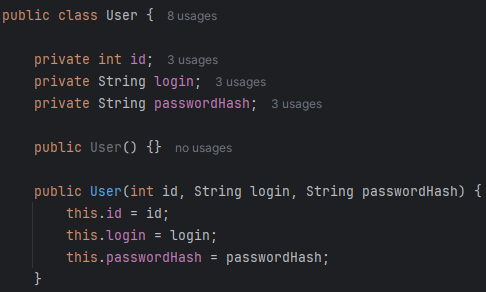 public class User {  8 usages
    private int id;  3 usages
    private String login;  3 usages
    private String passwordHash;  3 usages
    public User() {}  no usages
    public User(int id, String login, String passwordHash) {
        this.id = id;
        this.login = login;
        this.passwordHash = passwordHash;
    }